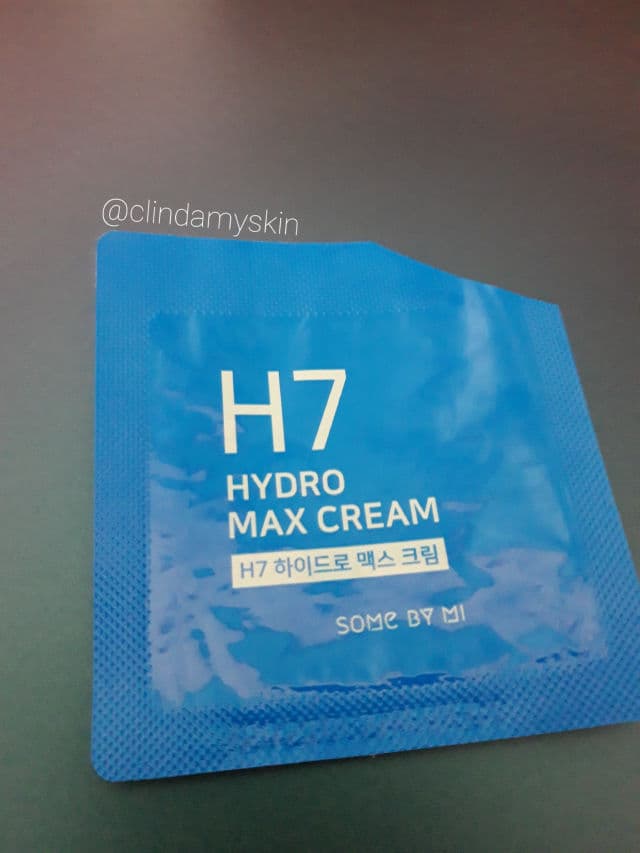 @clindamyskin
H7
HYDRO
MAX CREAM
H7 하이드로 맥스 크림
SOME BY MI